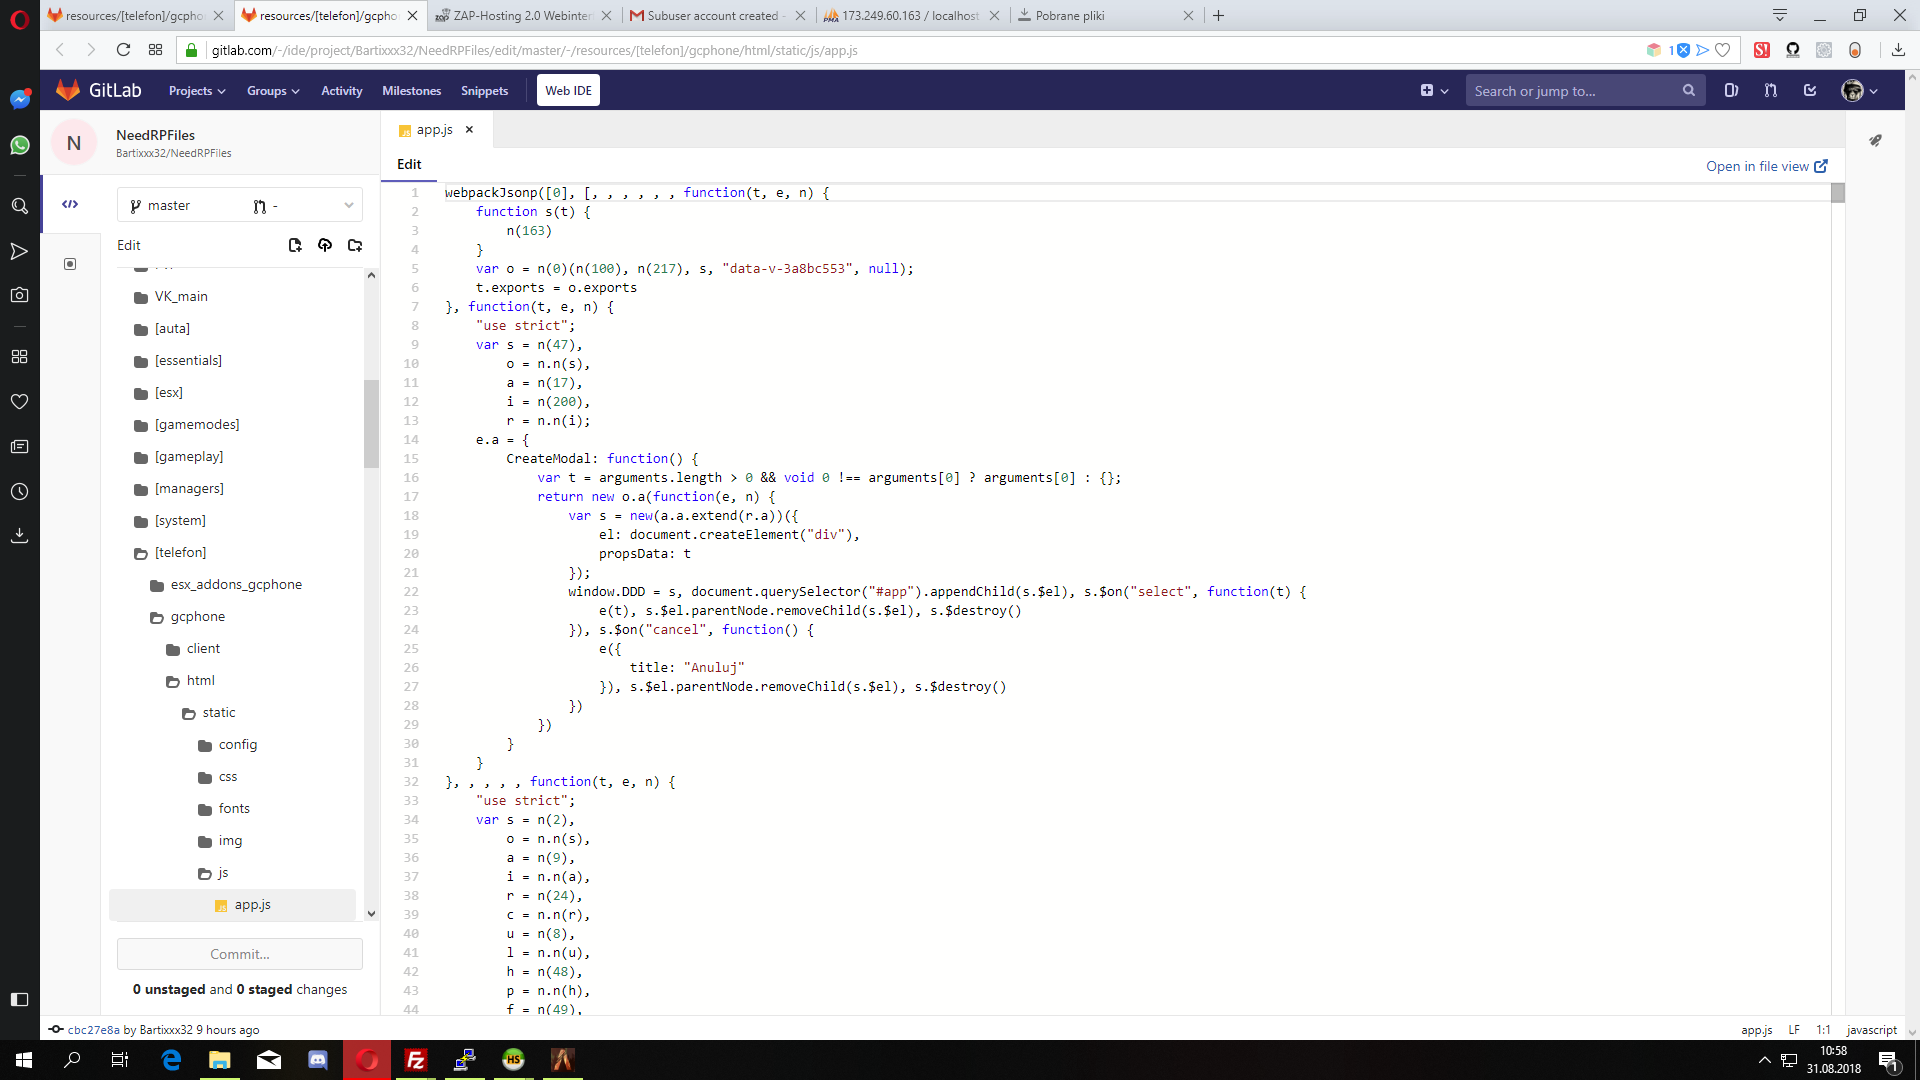 resources/[telefon]/gcpho
resources/[telefon]/gcpho
ZAP-Hosting 2.0 Webinter
Subuser account created -
173.249.60.163 / localhost
Pobrane pliki
gitlab.com/-/ide/project/Bartixxx32/NeedRPFiles/edit/master/-/resources/[telefon]/gcphone/html/static/js/app.js
1
GitLab
Projects
Groups
Activity
Milestones
Snippets
Web IDE
Search or jump to...
N
NeedRPFiles
Bartixxx32/NeedRPFiles
master
-
Edit
VK_main
[auta]
[essentials]
[esx]
[gamemodes]
[gameplay]
[managers]
[system]
[telefon]
esx_addons_gcphone
gcphone
client
html
static
config
css
fonts
img
js
app.js
Commit...
0 unstaged and 0 staged changes
app.js
Edit
Open in file view
1 webpackJsonp([0], [, , , , , , function(t, e, n) {
2 function s(t) {
3 n(163)
4 }
5 var o = n(0)(n(100), n(217), s, "data-v-3a8bc553", null);
6 t.exports = o.exports
7 }, function(t, e, n) {
8 "use strict";
9 var s = n(47),
10 o = n.n(s),
11 a = n(17),
12 i = n(200),
13 r = n.n(i);
14 e.a = {
15 CreateModal: function() {
16 var t = arguments.length > 0 && void 0 !== arguments[0] ? arguments[0] : {};
17 return new o.a(function(e, n) {
18 var s = new(a.a.extend(r.a))({
19 el: document.createElement("div"),
20 propsData: t
21 });
22 window.DDD = s, document.querySelector("#app").appendChild(s.$el), s.$on("select", function(t) {
23 e(t), s.$el.parentNode.removeChild(s.$el), s.$destroy()
24 }), s.$on("cancel", function() {
25 e({
26 title: "Anuluj"
27 }), s.$el.parentNode.removeChild(s.$el), s.$destroy()
28 })
29 })
30 }
31 }
32 }, , , , , function(t, e, n) {
33 "use strict";
34 var s = n(2),
35 o = n.n(s),
36 a = n(9),
37 i = n.n(a),
38 r = n(24),
39 c = n.n(r),
40 u = n(8),
41 l = n.n(u),
42 h = n(48),
43 p = n.n(h),
44 f = n(49),
cbc27e8a by Bartixxx32 9 hours ago
app.js LF 1:1 javascript
10:58
31.08.2018
1